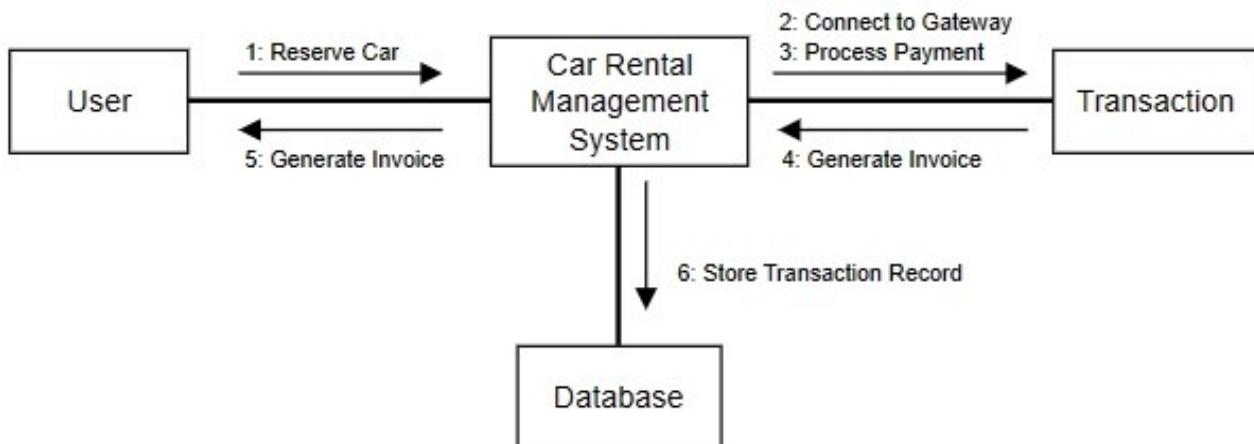 2: Connect to Gateway
1: Reserve Car
3: Process Payment
User
Car Rental
Management
System
Transaction
5: Generate Invoice
4: Generate Invoice
6: Store Transaction Record
Database